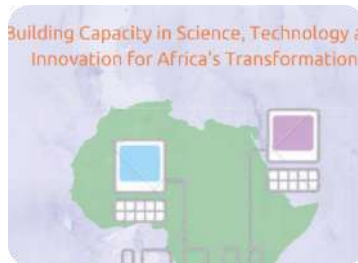 Building Capacity in Science, Technology a
Innovation for Africa's Transformation